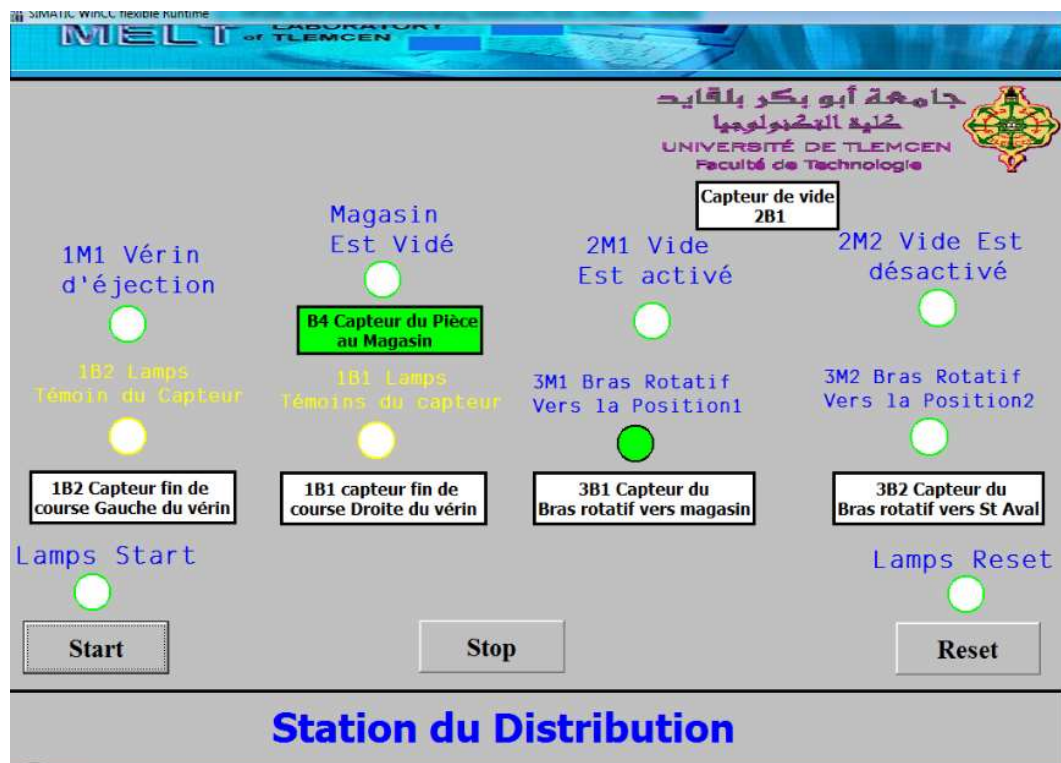 SIMATIC WinCC flexible Runtime
MELT of LABORATORY
TLEMCEN
جامعة أبو بكر بلقايد
كلية التكنولوجيا
UNIVERSITÉ DE TLEMCEN
Faculté de Technologie
Capteur de vide
2B1
1M1 Vérin
d'éjection
Magasin
Est Vidé
2M1 Vide
Est activé
2M2 Vide Est
désactivé
B4 Capteur du Pièce
au Magasin
1B2 Lamps
Témoin du Capteur
1B1 Lamps
Témoins du capteur
3M1 Bras Rotatif
Vers la Position1
3M2 Bras Rotatif
Vers la Position2
1B2 Capteur fin de
course Gauche du vérin
1B1 capteur fin de
course Droite du vérin
3B1 Capteur du
Bras rotatif vers magasin
3B2 Capteur du
Bras rotatif vers St Aval
Lamps Start
Lamps Reset
Start
Stop
Reset
Station du Distribution